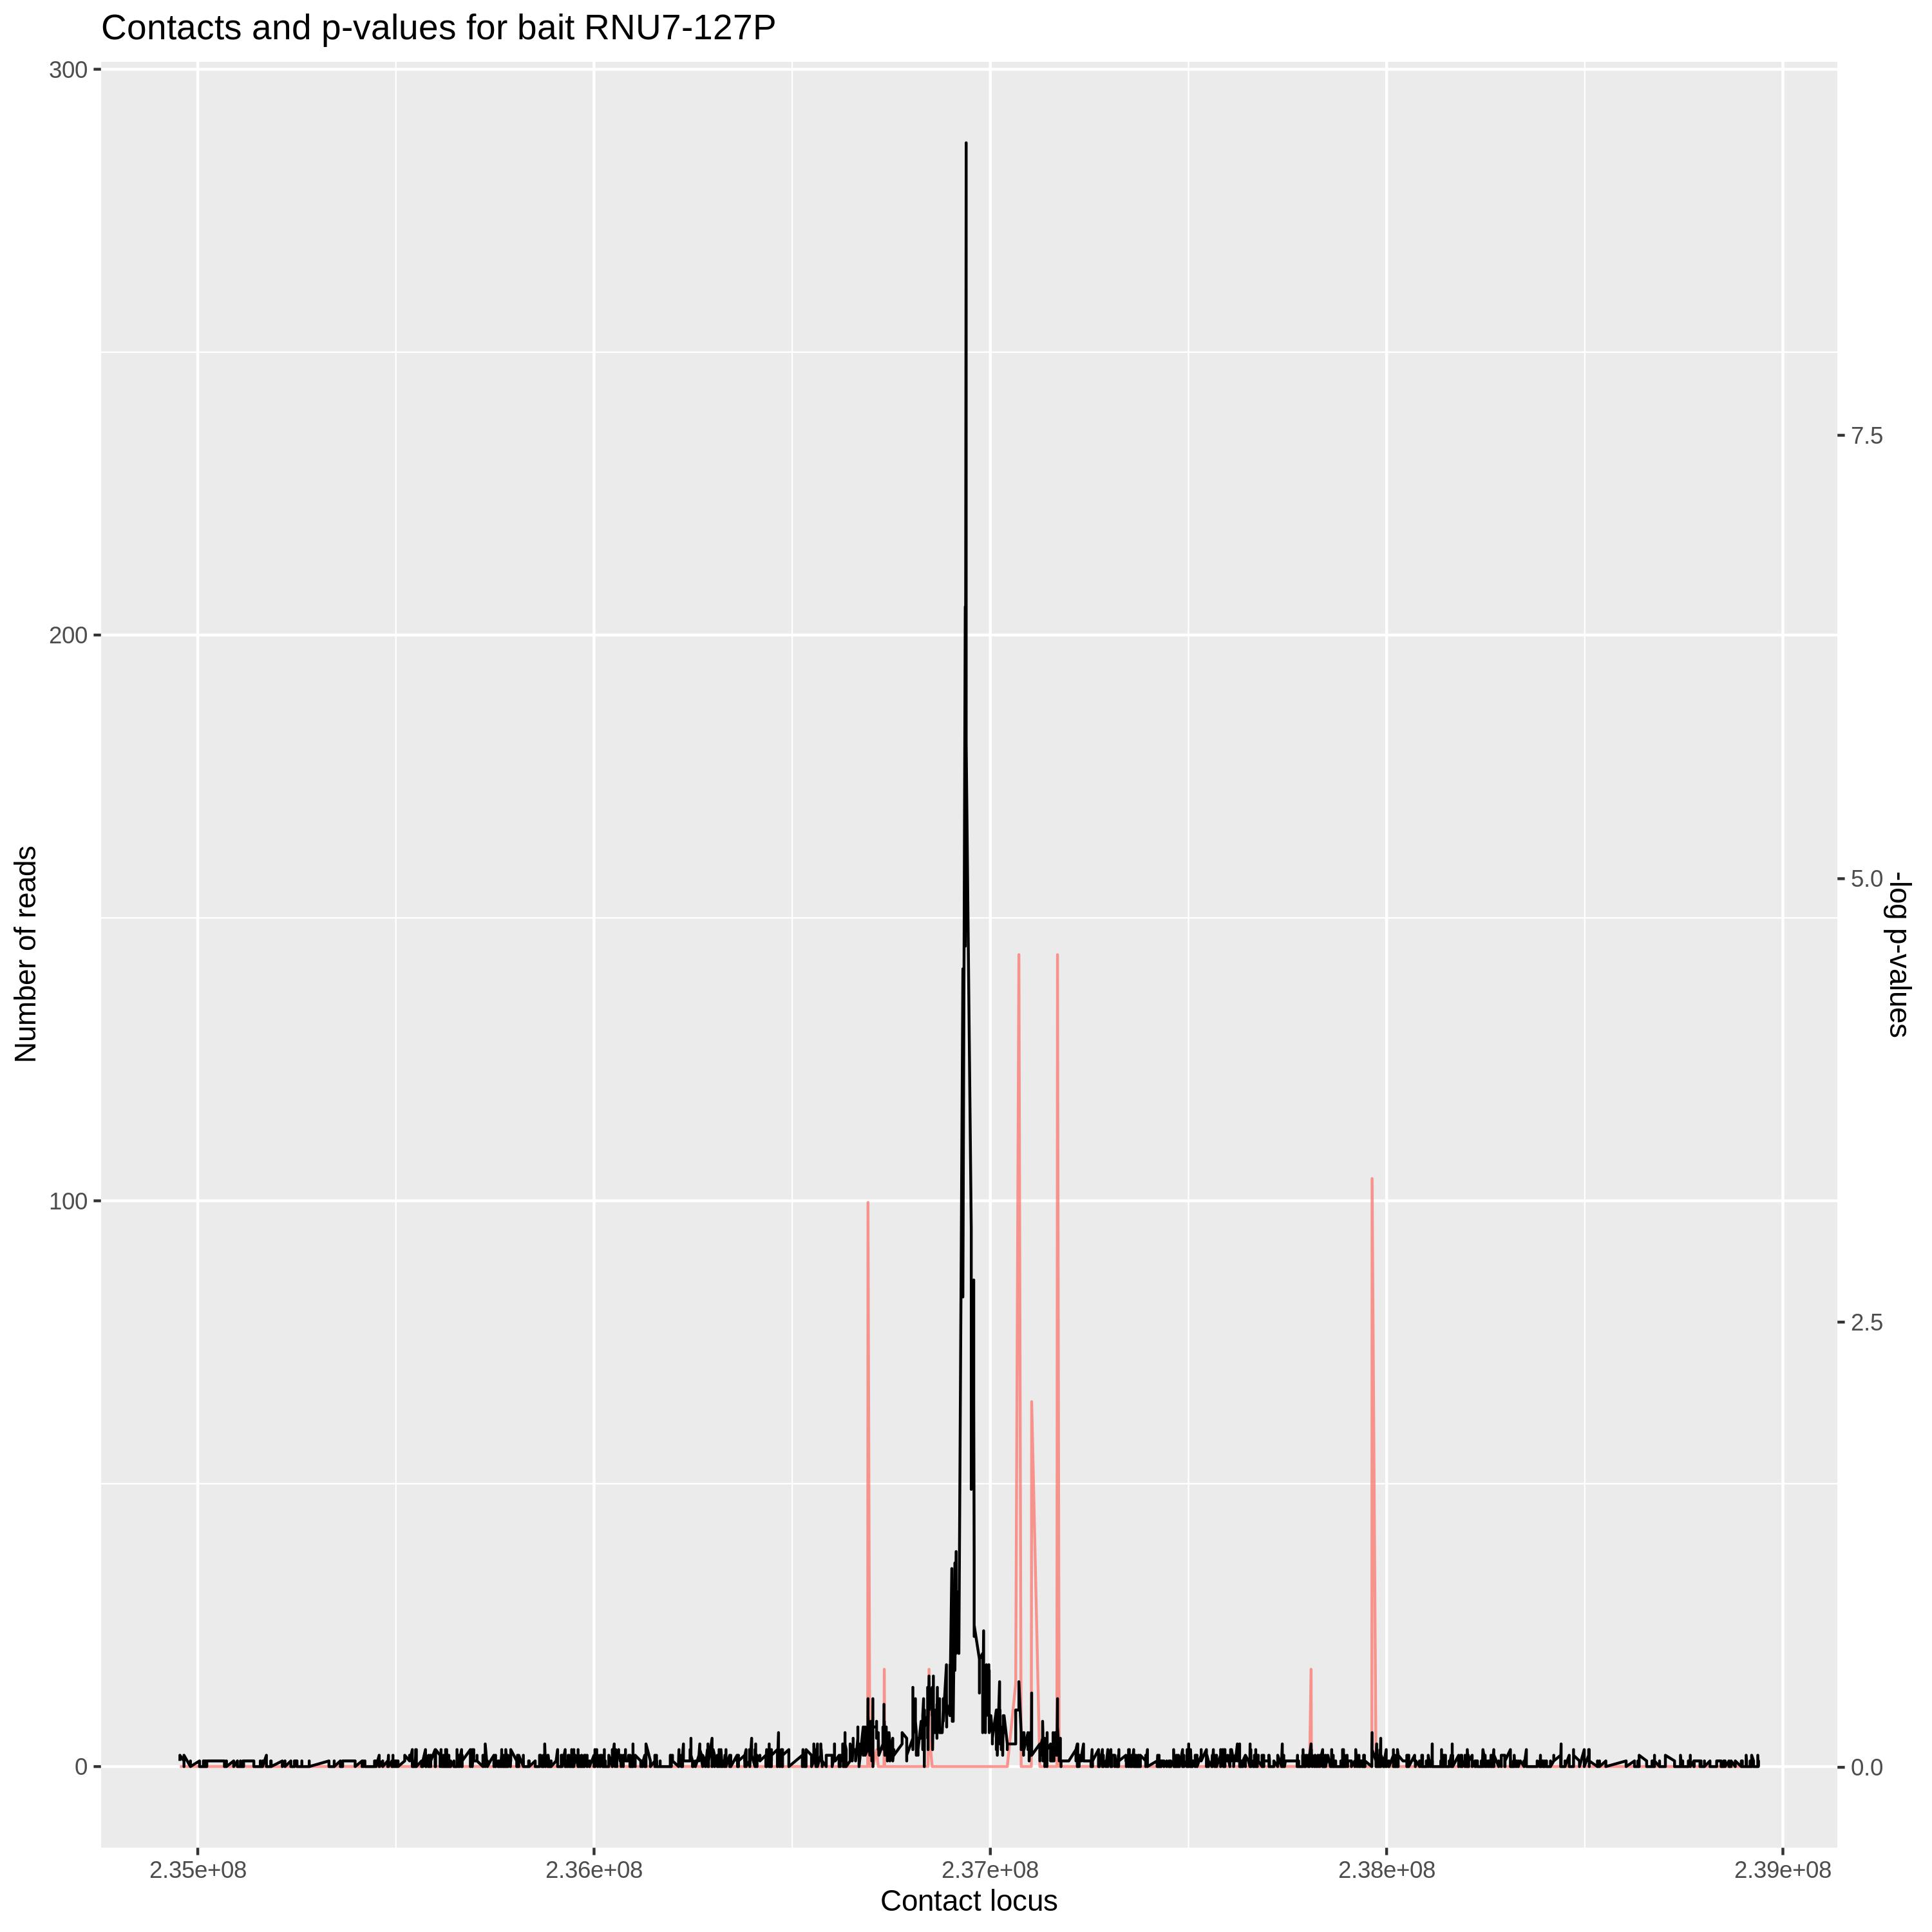 Contacts and p-values for bait RNU7-127P
300
200
100
0
Number of reads
7.5
5.0
2.5
0.0
-log p-values
2.35e+08
2.36e+08
2.37e+08
2.38e+08
2.39e+08
Contact locus